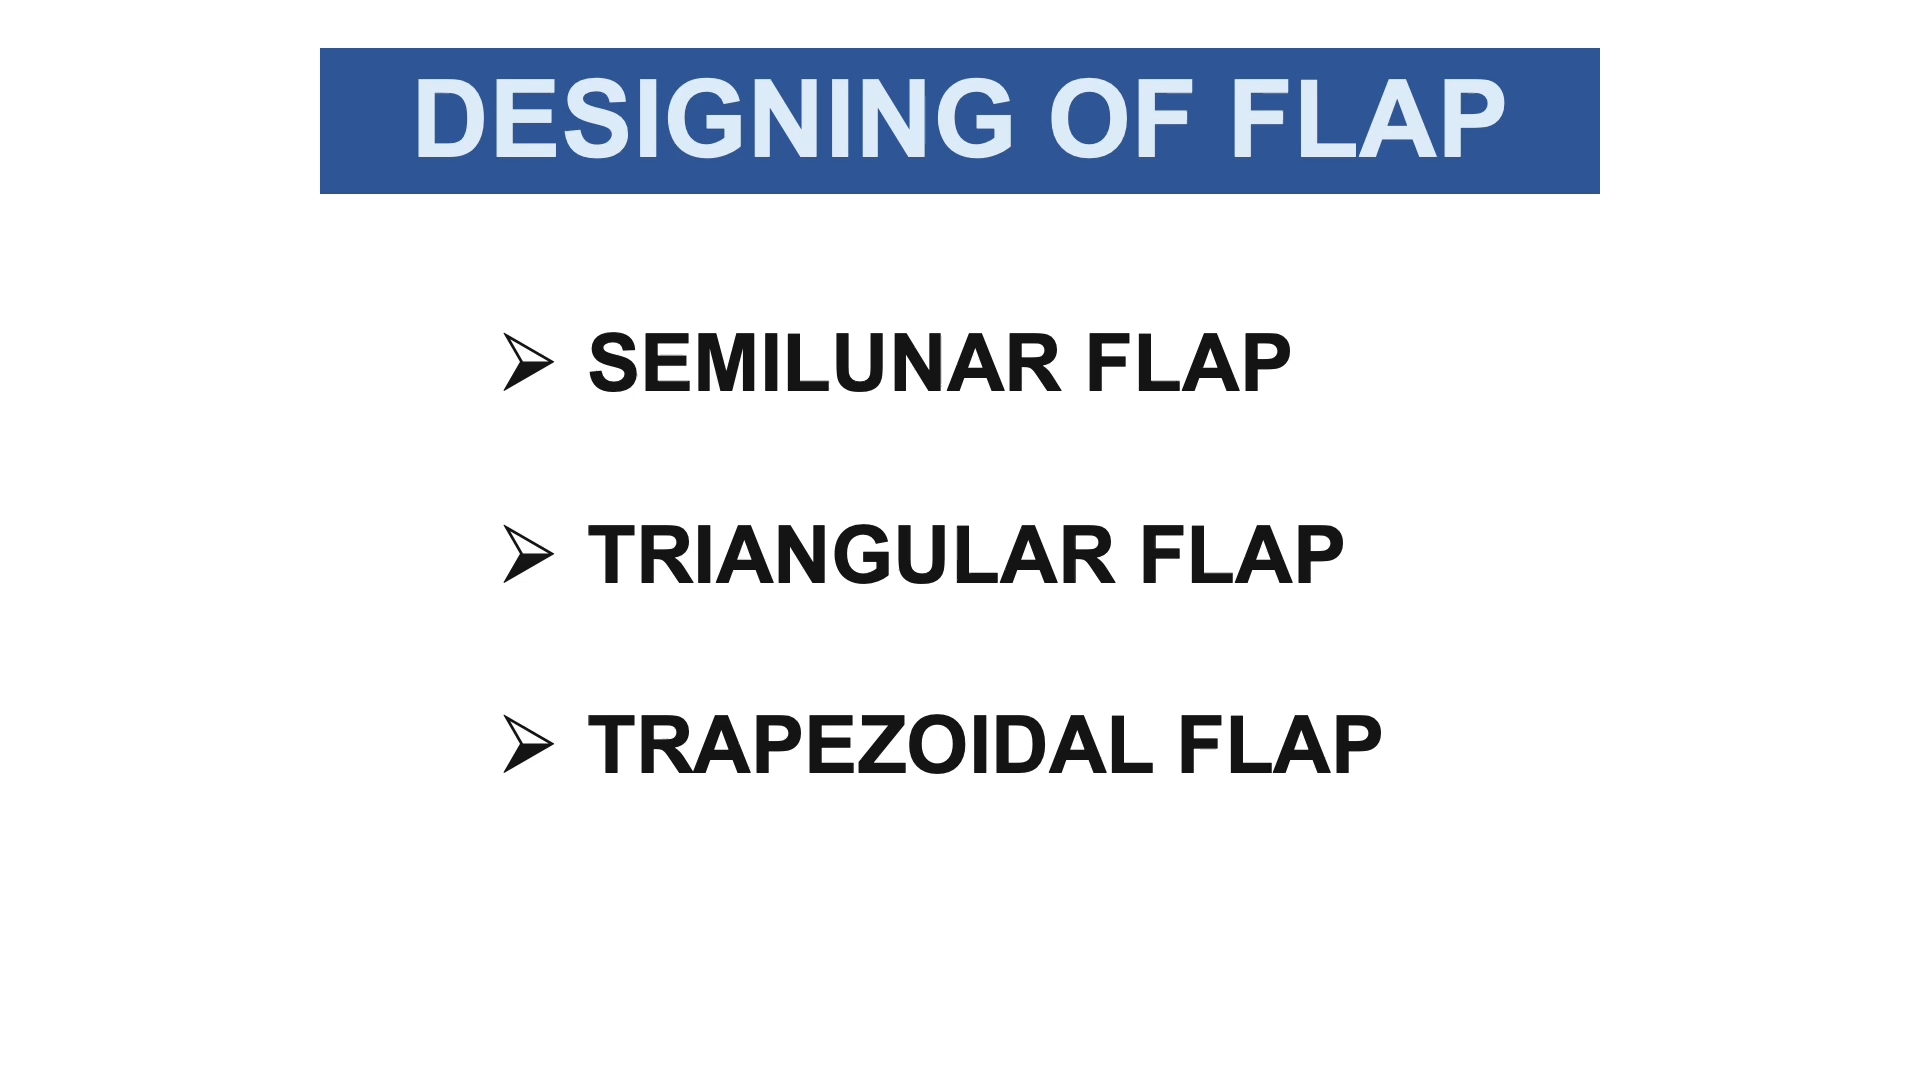 DESIGNING OF FLAP
➢ SEMILUNAR FLAP
➢ TRIANGULAR FLAP
➢ TRAPEZOIDAL FLAP